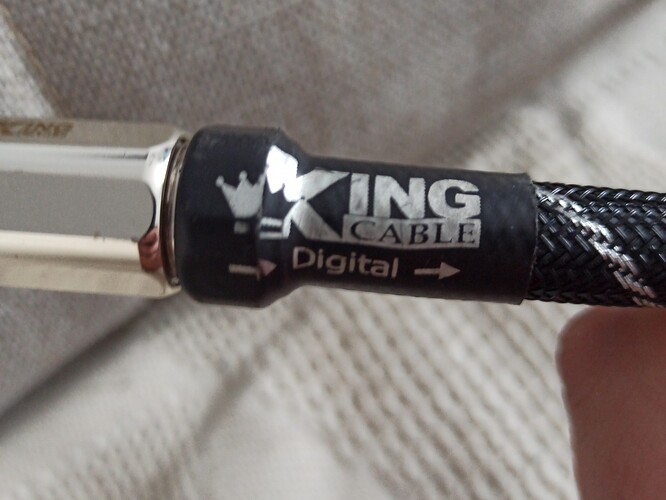 KING
CABLE
→ Digital →